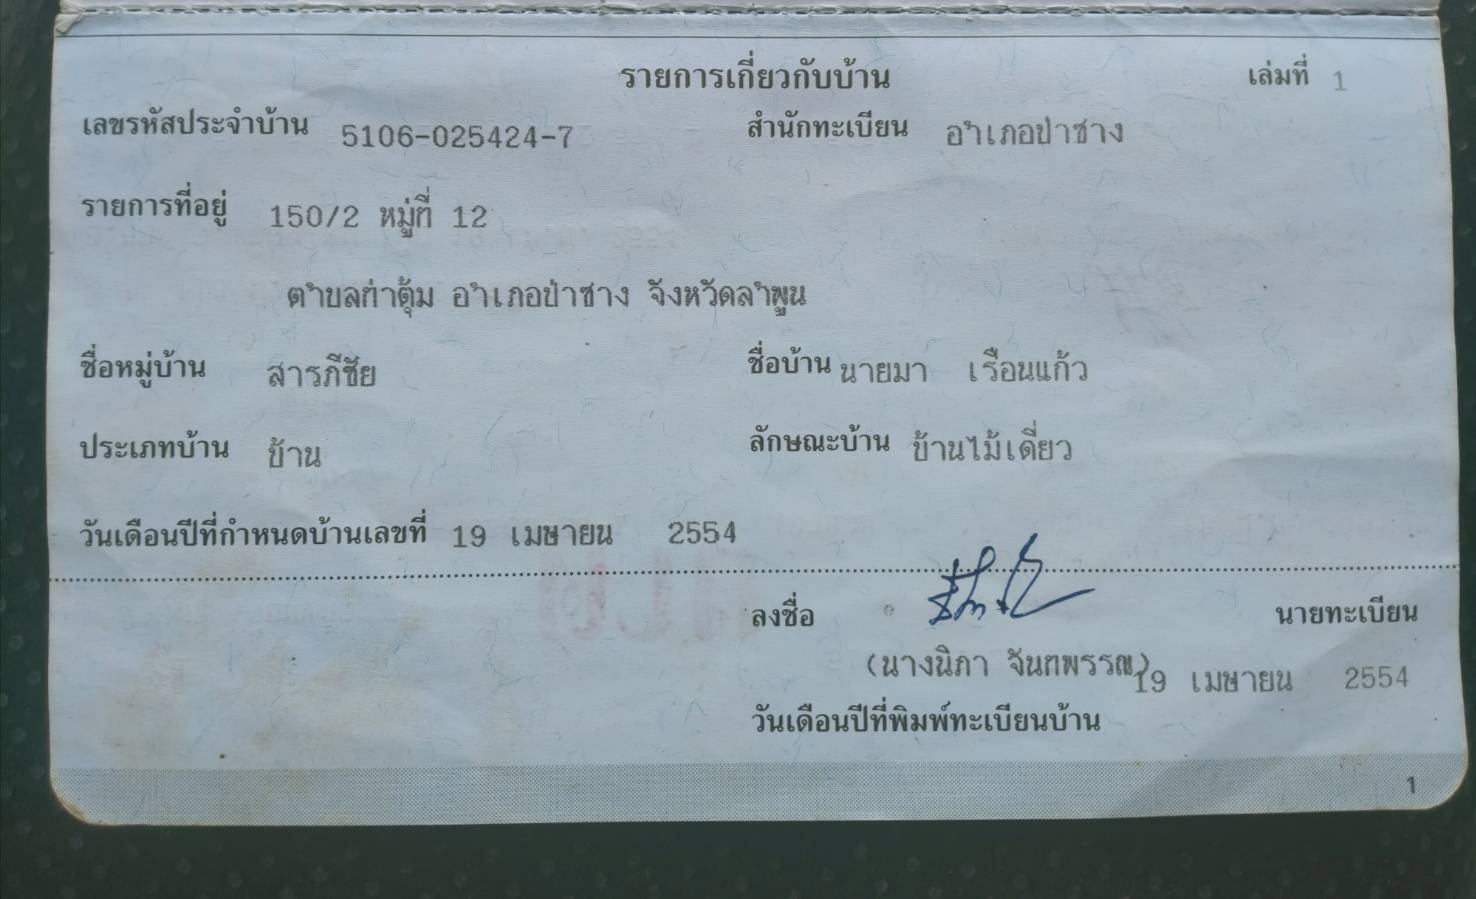 รายการเกี่ยวกับบ้าน เล่มที่ 1
เลขรหัสประจำบ้าน 5106-025424-7 สำนักทะเบียน อำเภอป่าซาง
รายการที่อยู่ 150/2 หมู่ที่ 12
ตำบลท่าตุ้ม อำเภอป่าซาง จังหวัดลำพูน
ชื่อหมู่บ้าน สารภีชัย ชื่อบ้าน นายมา เรือนแก้ว
ประเภทบ้าน บ้าน ลักษณะบ้าน บ้านไม้เดี่ยว
วันเดือนปีที่กำหนดบ้านเลขที่ 19 เมษายน 2554
ลงชื่อ นายทะเบียน
(นางนิภา จันทพรรณ) 19 เมษายน 2554
วันเดือนปีที่พิมพ์ทะเบียนบ้าน
1